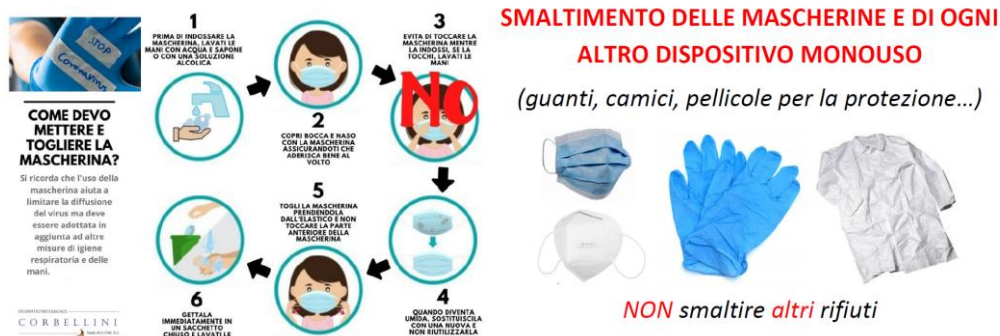 STOP
Coronavirus
COME DEVO
METTERE E
TOGLIERE LA
MASCHERINA?
Si ricorda che l'uso della
mascherina aiuta a
limitare la diffusione
del virus ma deve
essere adottata in
aggiunta ad altre
misure di igiene
respiratoria e delle
mani.
CORBELLINI
1
PRIMA DI INDOSSARE LA
MASCHERINA, LAVATI LE
MANI CON ACQUA E SAPONE
O CON UNA SOLUZIONE
ALCOLICA
2
COPRI BOCCA E NASO
CON LA MASCHERINA
ASSICURANDOTI CHE
ADERISCA BENE AL
VOLTO
3
EVITA DI TOCCARE LA
MASCHERINA MENTRE
LA INDOSSI, SE LA
TOCCHI, LAVATI LE
MANI
No
4
QUANDO DIVENTA
UMIDA, SOSTITUISCILA
CON UNA NUOVA E
NON RIUTILIZZARLA
5
TOGLI LA MASCHERINA
PRENDENDOLA
DALL'ELASTICO E NON
TOCCARE LA PARTE
ANTERIORE DELLA
MASCHERINA
6
GETTALA
IMMEDIATAMENTE IN
UN SACCHETTO
CHIUSO E LAVATI LE
SMALTIMENTO DELLE MASCHERINE E DI OGNI
ALTRO DISPOSITIVO MONOUSO
(guanti, camici, pellicole per la protezione…)
NON smaltire altri rifiuti